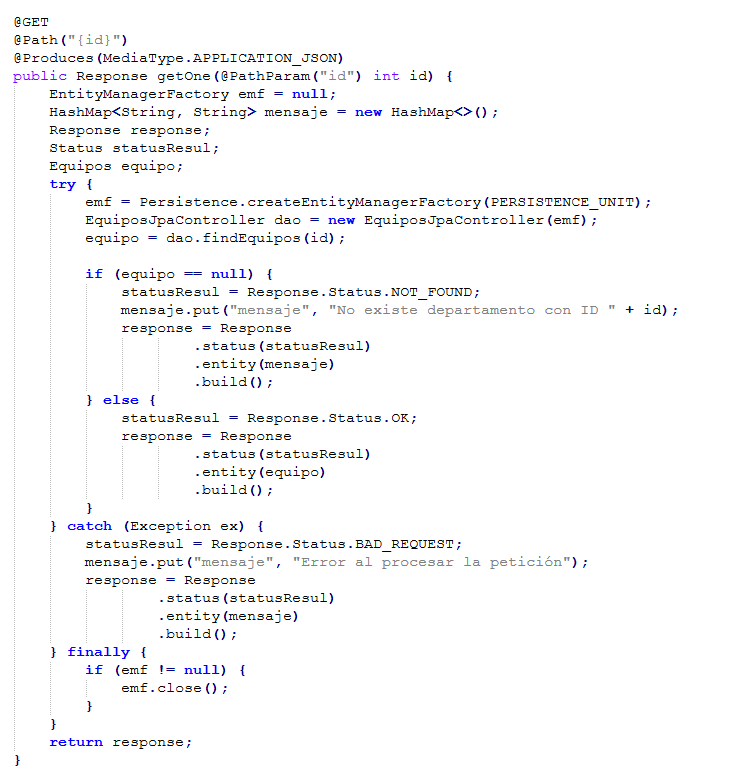 @GET
@Path("{id}")
@Produces(MediaType.APPLICATION_JSON)
public Response getOne(@PathParam("id") int id) {
    EntityManagerFactory emf = null;
    HashMap<String, String> mensaje = new HashMap<>();
    Response response;
    Status statusResul;
    Equipos equipo;
    try {
        emf = Persistence.createEntityManagerFactory(PERSISTENCE_UNIT);
        EquiposJpaController dao = new EquiposJpaController(emf);
        equipo = dao.findEquipos(id);

        if (equipo == null) {
            statusResul = Response.Status.NOT_FOUND;
            mensaje.put("mensaje", "No existe departamento con ID " + id);
            response = Response
                    .status(statusResul)
                    .entity(mensaje)
                    .build();
        } else {
            statusResul = Response.Status.OK;
            response = Response
                    .status(statusResul)
                    .entity(equipo)
                    .build();
        }
    } catch (Exception ex) {
        statusResul = Response.Status.BAD_REQUEST;
        mensaje.put("mensaje", "Error al procesar la petición");
        response = Response
                .status(statusResul)
                .entity(mensaje)
                .build();
    } finally {
        if (emf != null) {
            emf.close();
        }
    }
    return response;
}